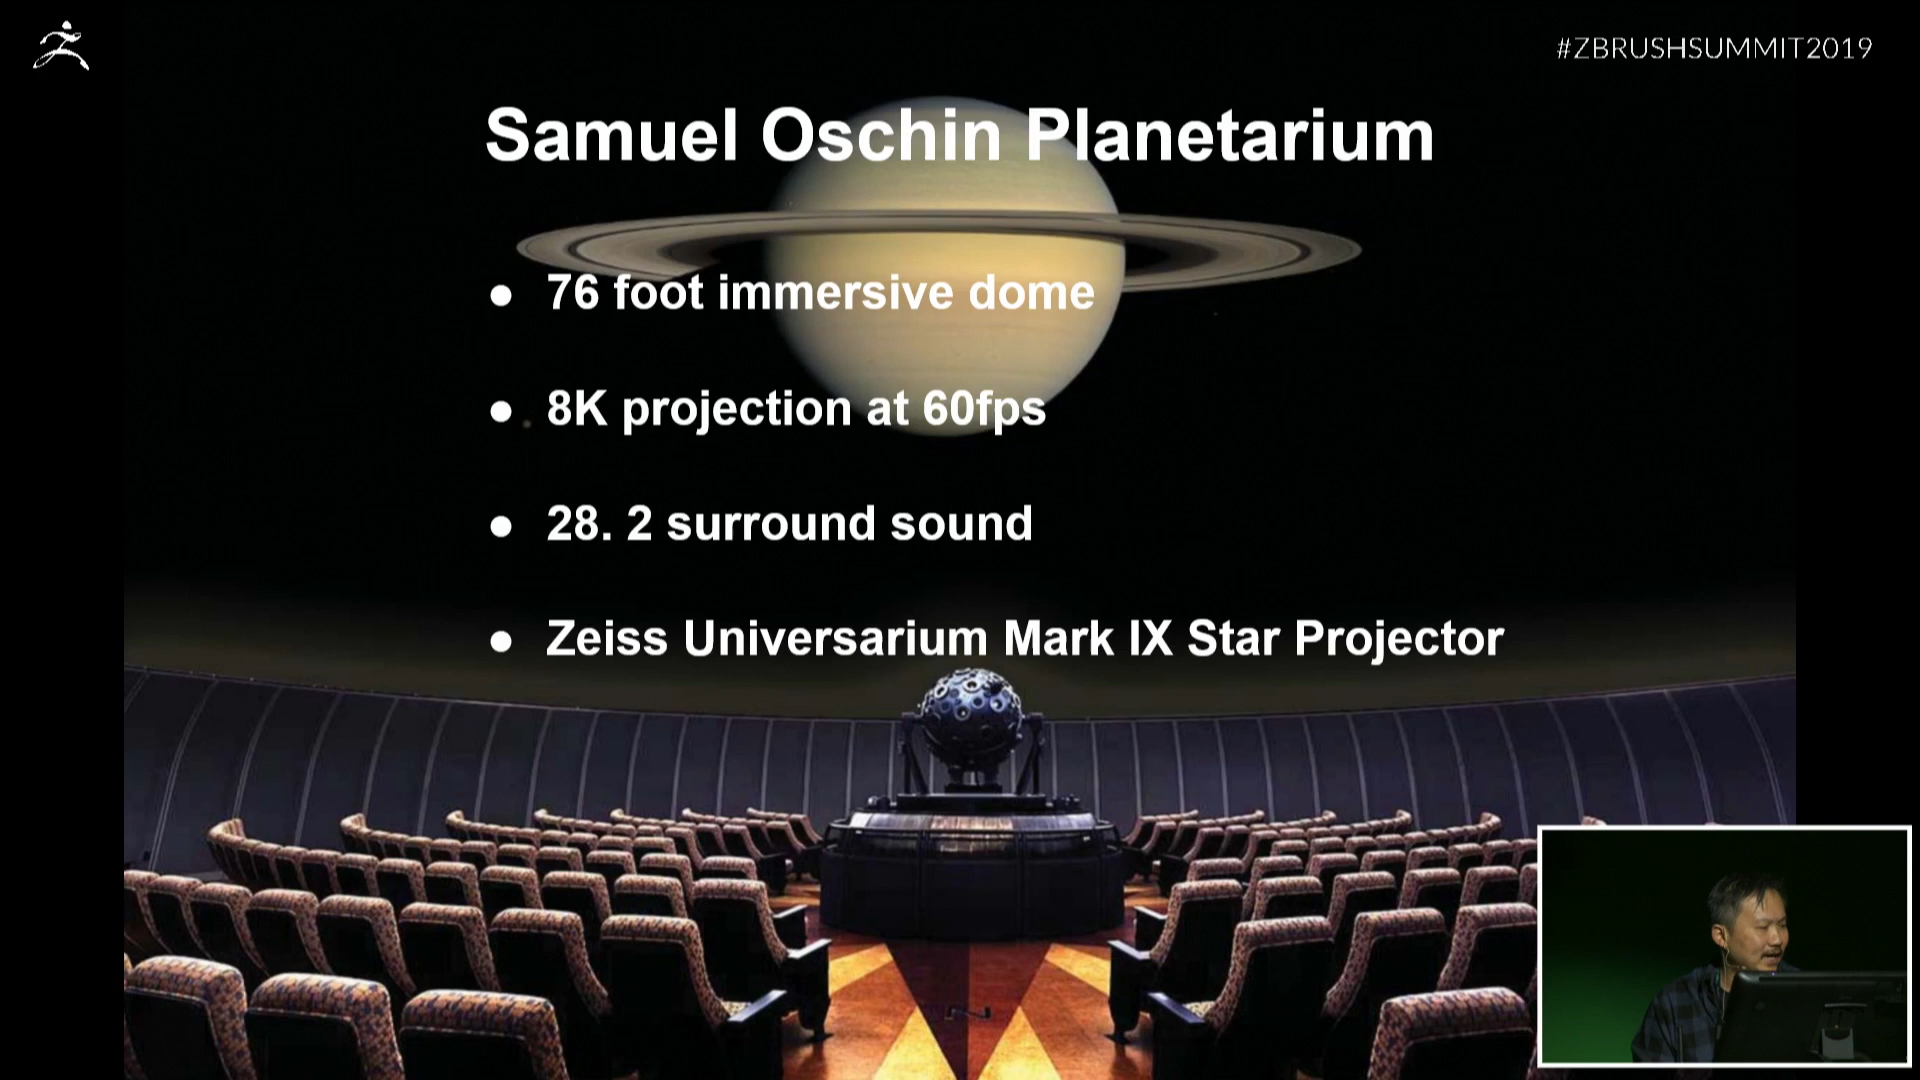 #ZBRUSHSUMMIT2019
Samuel Oschin Planetarium
● 76 foot immersive dome
● 8K projection at 60fps
● 28. 2 surround sound
● Zeiss Universarium Mark IX Star Projector